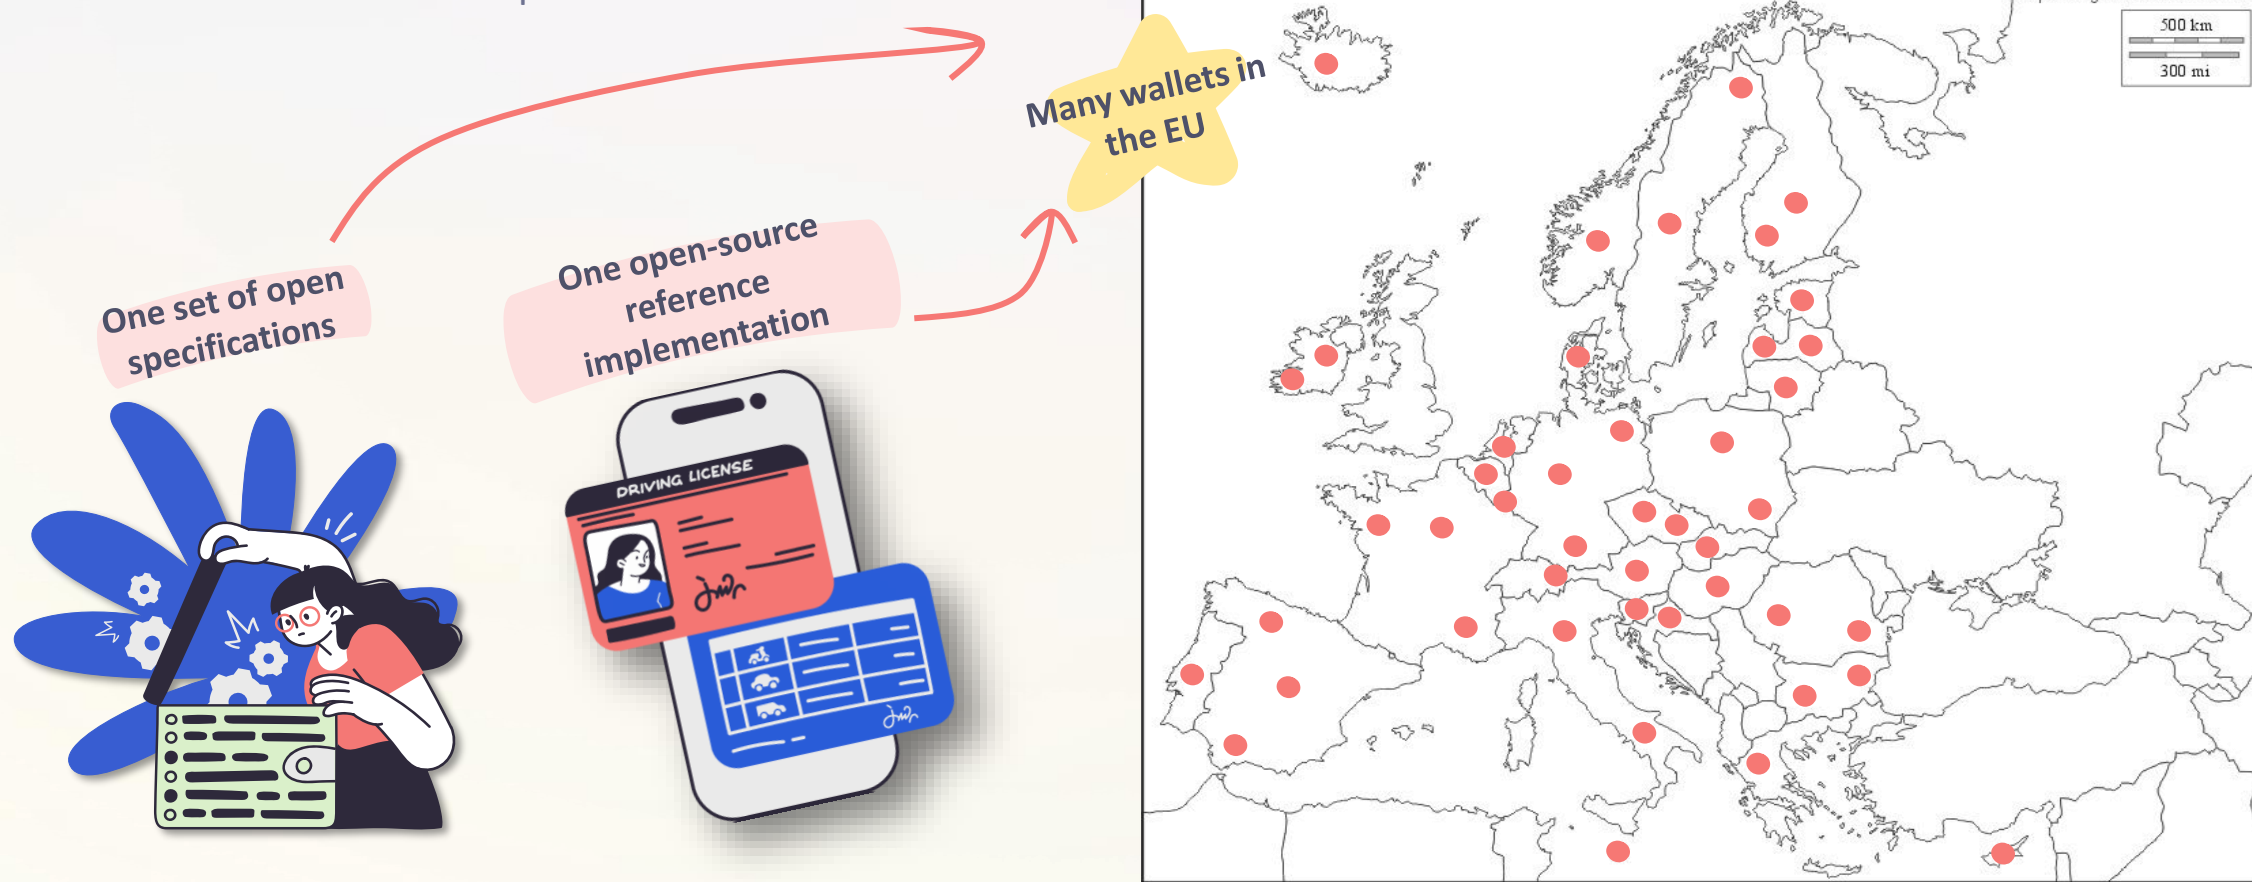 Many wallets in
the EU
One set of open
specifications
One open-source
reference
implementation
DRIVING LICENSE
500 km
300 mi